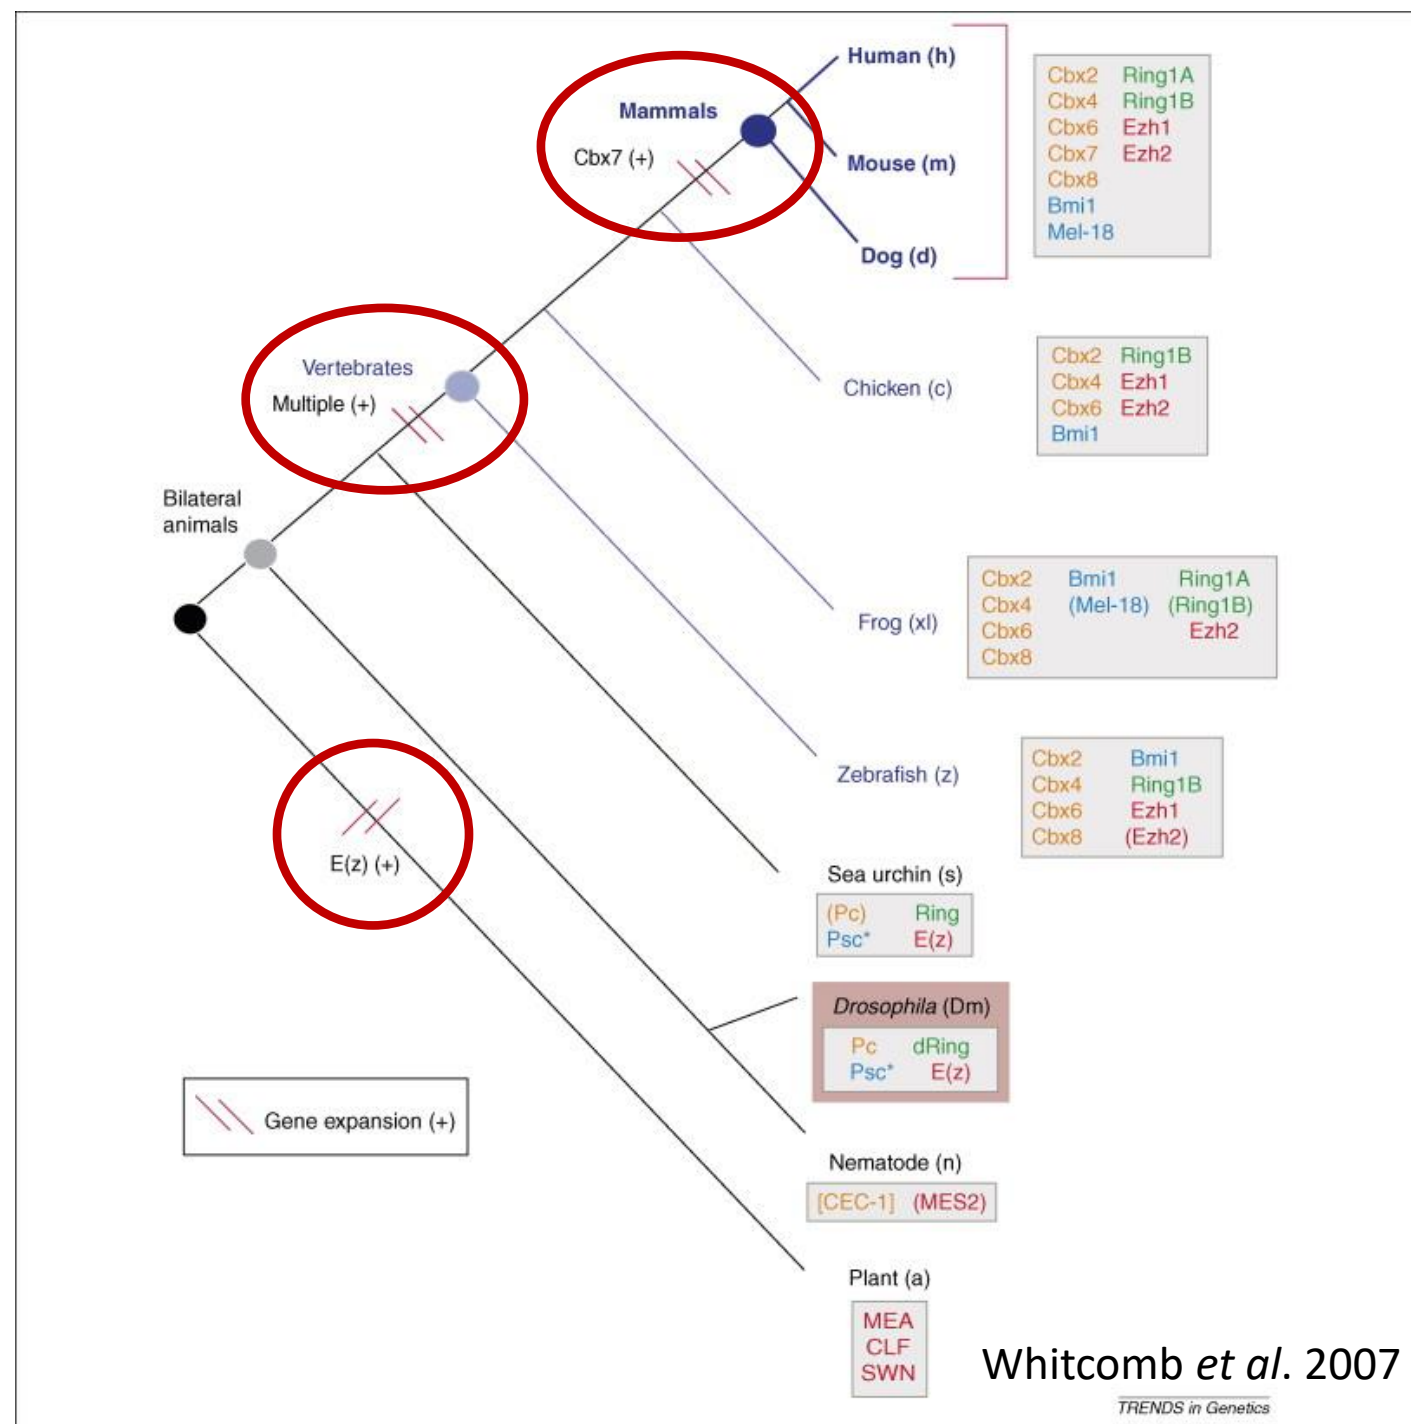 Human (h)
Mammals
Cbx7 (+)
Mouse (m)
Dog (d)
Cbx2 Ring1A
Cbx4 Ring1B
Cbx6 Ezh1
Cbx7 Ezh2
Cbx8
Bmi1
Mel-18
Vertebrates
Multiple (+)
Chicken (c)
Cbx2 Ring1B
Cbx4 Ezh1
Cbx6 Ezh2
Bmi1
Bilateral
animals
Frog (xl)
Cbx2 Bmi1 Ring1A
Cbx4 (Mel-18) (Ring1B)
Cbx6 Ezh2
Cbx8
Zebrafish (z)
Cbx2 Bmi1
Cbx4 Ring1B
Cbx6 Ezh1
Cbx8 (Ezh2)
E(z) (+)
Sea urchin (s)
(Pc) Ring
Psc* E(z)
Drosophila (Dm)
Pc dRing
Psc* E(z)
Gene expansion (+)
Nematode (n)
[CEC-1] (MES2)
Plant (a)
MEA
CLF
SWN
Whitcomb et al. 2007
TRENDS in Genetics